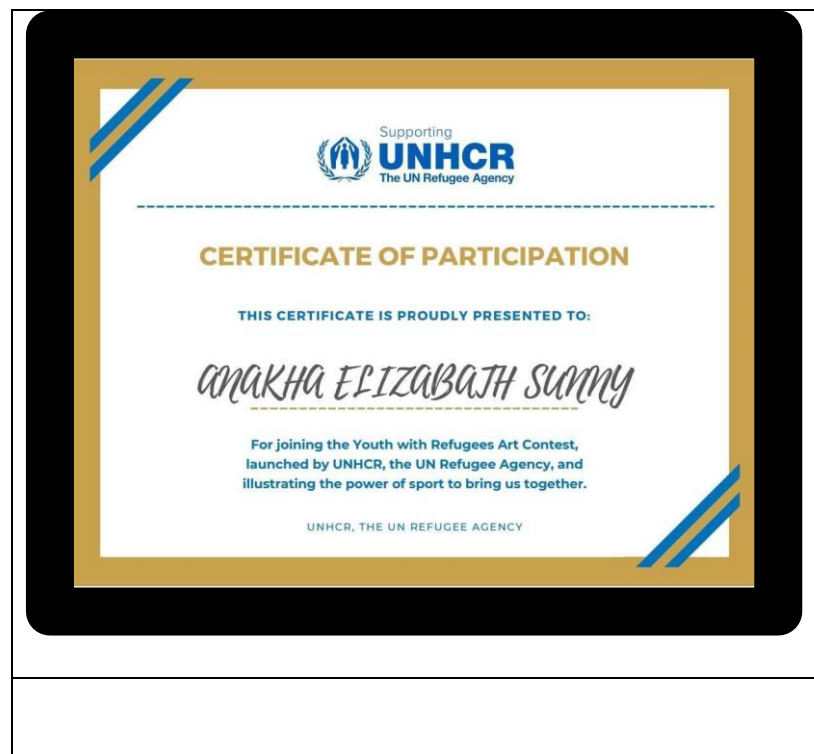 Supporting
UNHCR
The UN Refugee Agency
CERTIFICATE OF PARTICIPATION
THIS CERTIFICATE IS PROUDLY PRESENTED TO:
ANAKHA ELIZABATH SUNNY
For joining the Youth with Refugees Art Contest,
launched by UNHCR, the UN Refugee Agency, and
illustrating the power of sport to bring us together.
UNHCR, THE UN REFUGEE AGENCY